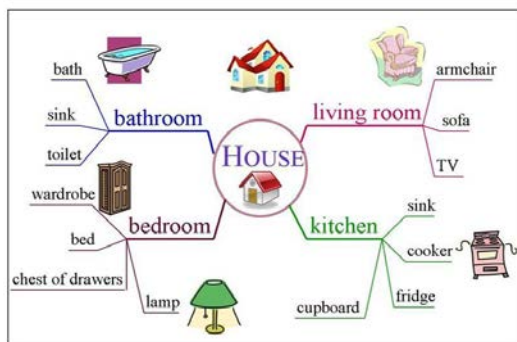 HOUSE
bathroom
bath
sink
toilet
living room
armchair
sofa
TV
bedroom
wardrobe
bed
chest of drawers
lamp
kitchen
sink
cooker
fridge
cupboard